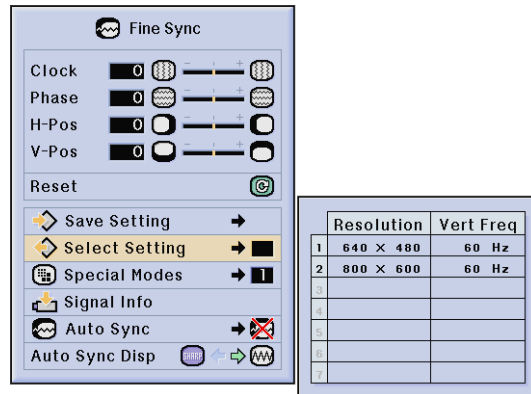 Fine Sync
Clock 0
Phase 0
H-Pos 0
V-Pos 0
Reset
Save Setting
Select Setting
Special Modes 1
Signal Info
Auto Sync
Auto Sync Disp SHARP
Resolution Vert Freq
1 640 × 480 60 Hz
2 800 × 600 60 Hz
3
4
5
6
7